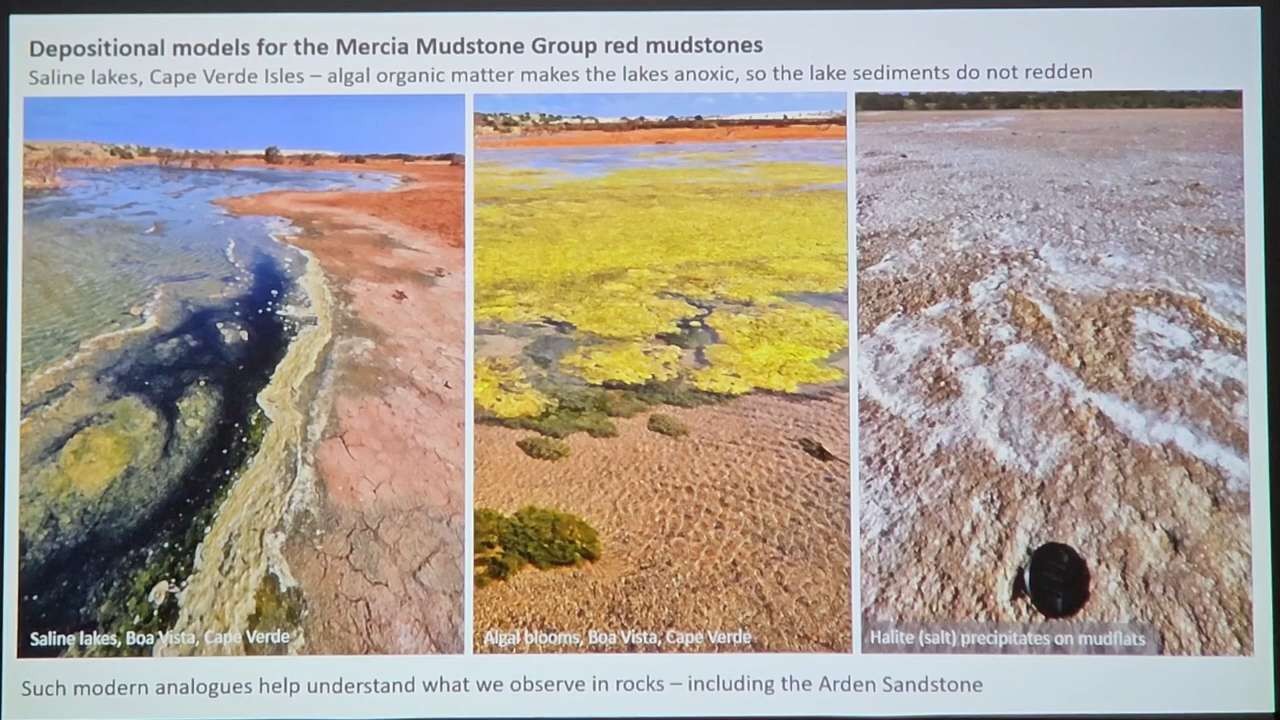 Depositional models for the Mercia Mudstone Group red mudstones
Saline lakes, Cape Verde Isles – algal organic matter makes the lakes anoxic, so the lake sediments do not redden
Saline lakes, Boa Vista, Cape Verde
Algal blooms, Boa Vista, Cape Verde
Halite (salt) precipitates on mudflats
Such modern analogues help understand what we observe in rocks – including the Arden Sandstone